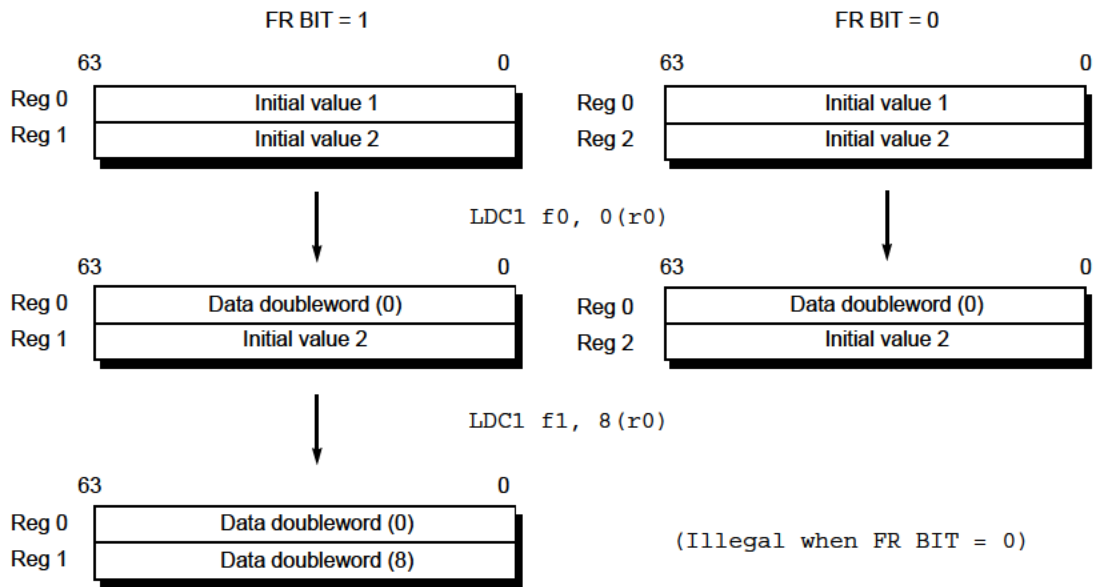 FR BIT = 1 FR BIT = 0
63 0 63 0
Reg 0 Initial value 1 Reg 0 Initial value 1
Reg 1 Initial value 2 Reg 2 Initial value 2
LDC1 f0, 0(r0)
63 0 63 0
Reg 0 Data doubleword (0) Reg 0 Data doubleword (0)
Reg 1 Initial value 2 Reg 2 Initial value 2
LDC1 f1, 8(r0)
63 0
Reg 0 Data doubleword (0)
Reg 1 Data doubleword (8)
(Illegal when FR BIT = 0)